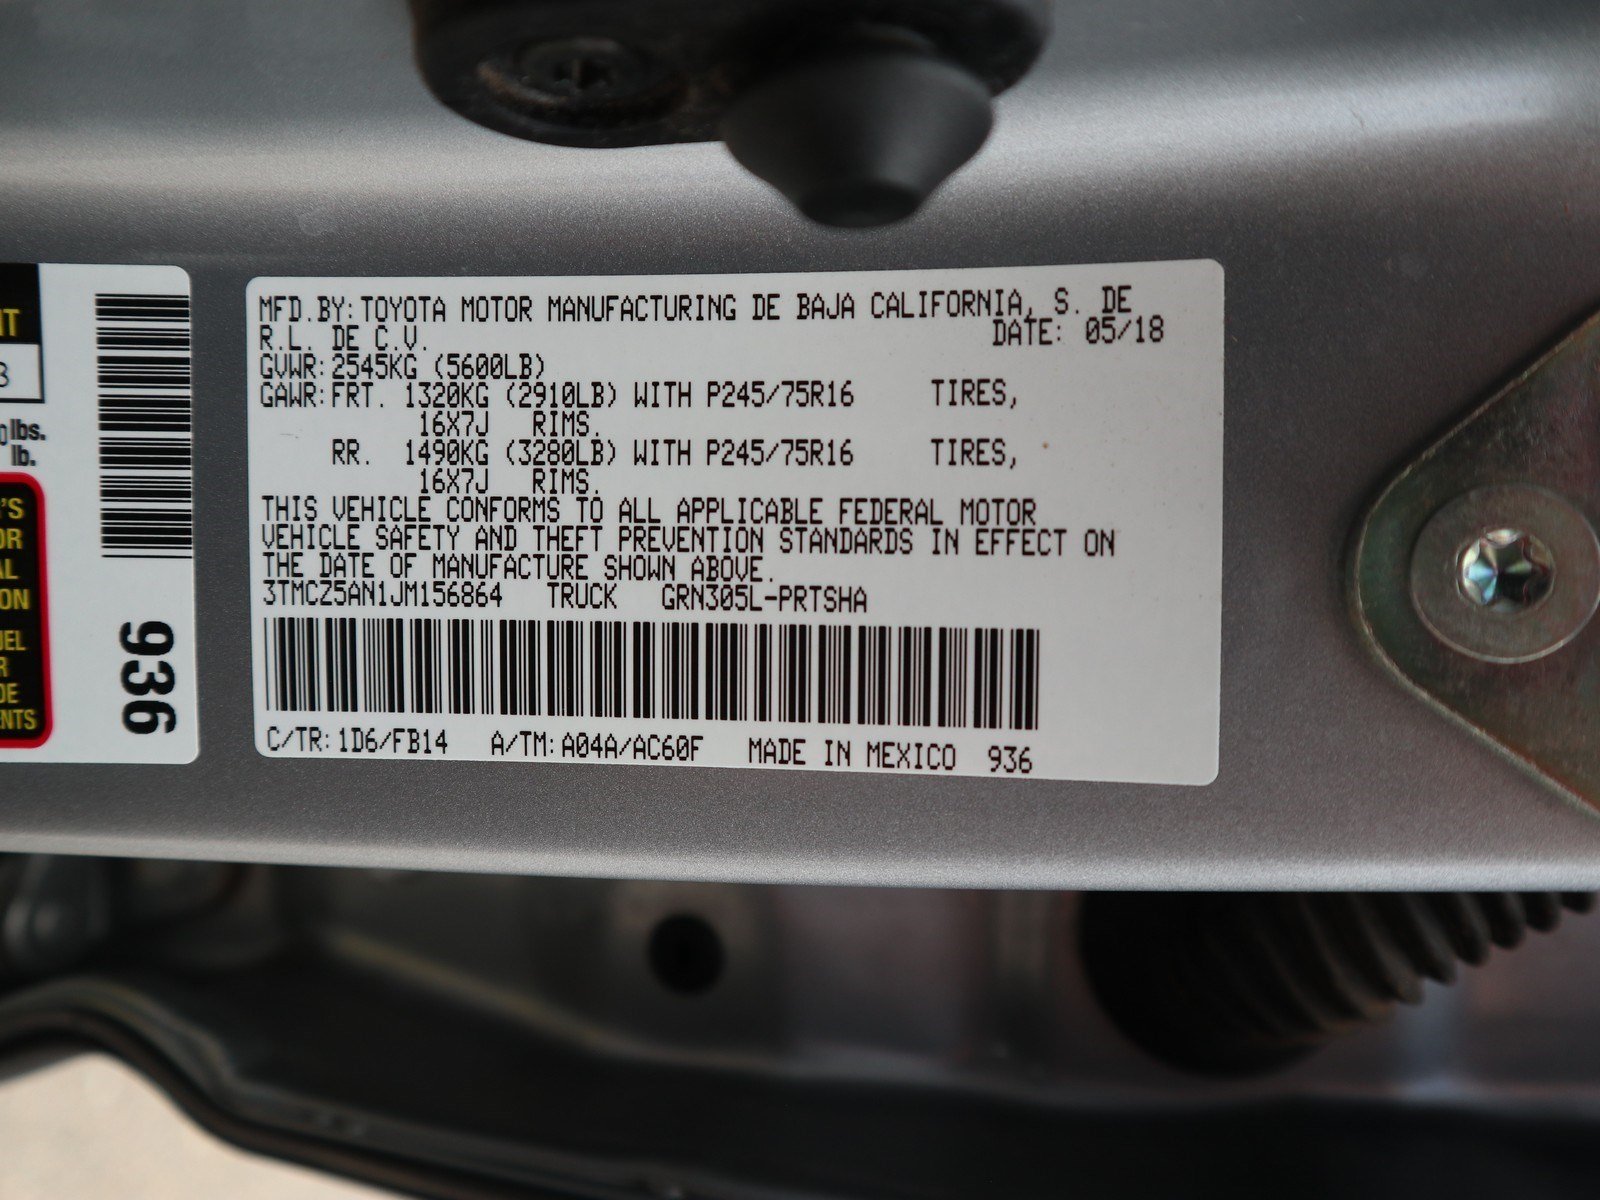 MFD.BY: TOYOTA MOTOR MANUFACTURING DE BAJA CALIFORNIA, S. DE
R.L. DE C.V. DATE: 05/18
GVWR: 2545KG (5600LB)
GAWR: FRT. 1320KG (2910LB) WITH P245/75R16 TIRES,
16X7J RIMS.
RR. 1490KG (3280LB) WITH P245/75R16 TIRES,
16X7J RIMS.
THIS VEHICLE CONFORMS TO ALL APPLICABLE FEDERAL MOTOR
VEHICLE SAFETY AND THEFT PREVENTION STANDARDS IN EFFECT ON
THE DATE OF MANUFACTURE SHOWN ABOVE.
3TMCZ5AN1JM156864 TRUCK GRN305L-PRTSHA
C/TR: 1D6/FB14 A/TM: A04A/AC60F MADE IN MEXICO 936
lbs.
lb.
936